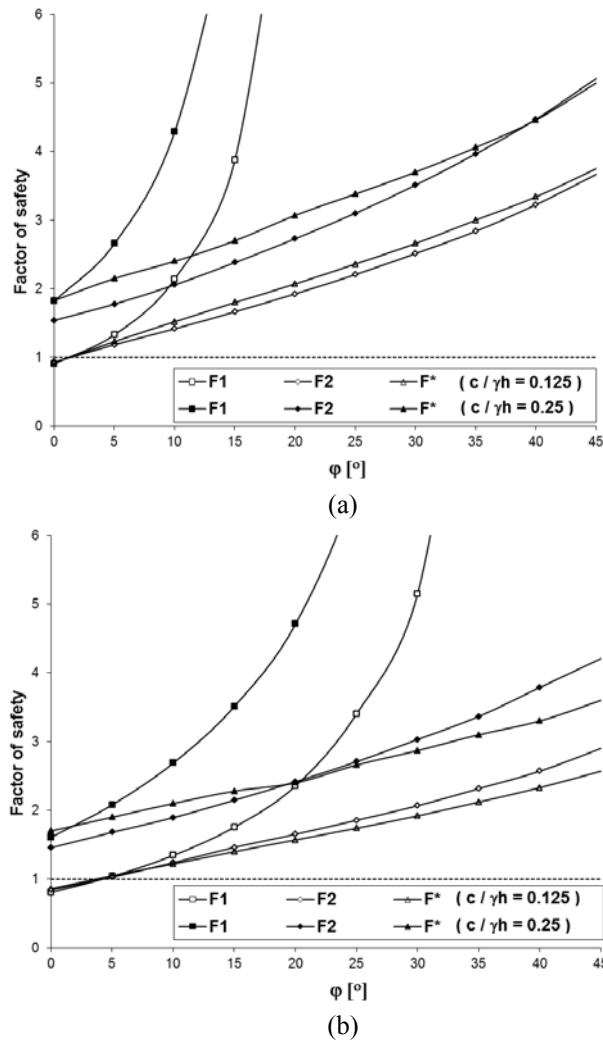 6
5
4
3
2
1
0
Factor of safety
F1 F2 F* ( c / γh = 0.125 )
F1 F2 F* ( c / γh = 0.25 )
0 5 10 15 20 25 30 35 40 45
φ [º]
(a)
6
5
4
3
2
1
0
Factor of safety
F1 F2 F* ( c / γh = 0.125 )
F1 F2 F* ( c / γh = 0.25 )
0 5 10 15 20 25 30 35 40 45
φ [º]
(b)